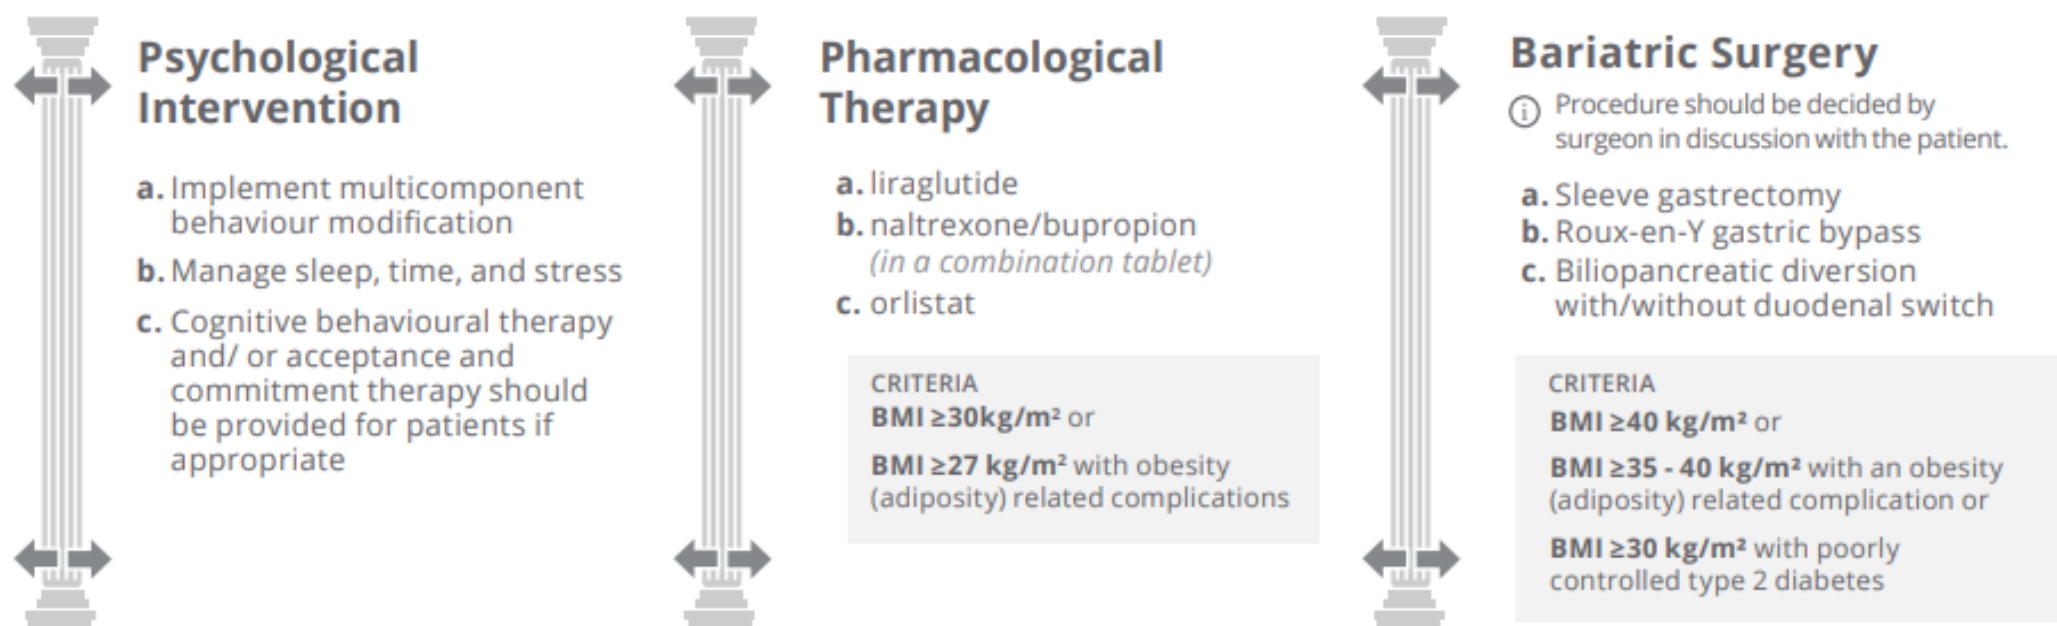 Psychological
Intervention
a. Implement multicomponent
behaviour modification
b. Manage sleep, time, and stress
c. Cognitive behavioural therapy
and/ or acceptance and
commitment therapy should
be provided for patients if
appropriate
Pharmacological
Therapy
a. liraglutide
b. naltrexone/bupropion
(in a combination tablet)
c. orlistat
CRITERIA
BMI ≥30kg/m² or
BMI ≥27 kg/m² with obesity
(adiposity) related complications
Bariatric Surgery
i Procedure should be decided by
surgeon in discussion with the patient.
a. Sleeve gastrectomy
b. Roux-en-Y gastric bypass
c. Biliopancreatic diversion
with/without duodenal switch
CRITERIA
BMI ≥40 kg/m² or
BMI ≥35 - 40 kg/m² with an obesity
(adiposity) related complication or
BMI ≥30 kg/m² with poorly
controlled type 2 diabetes